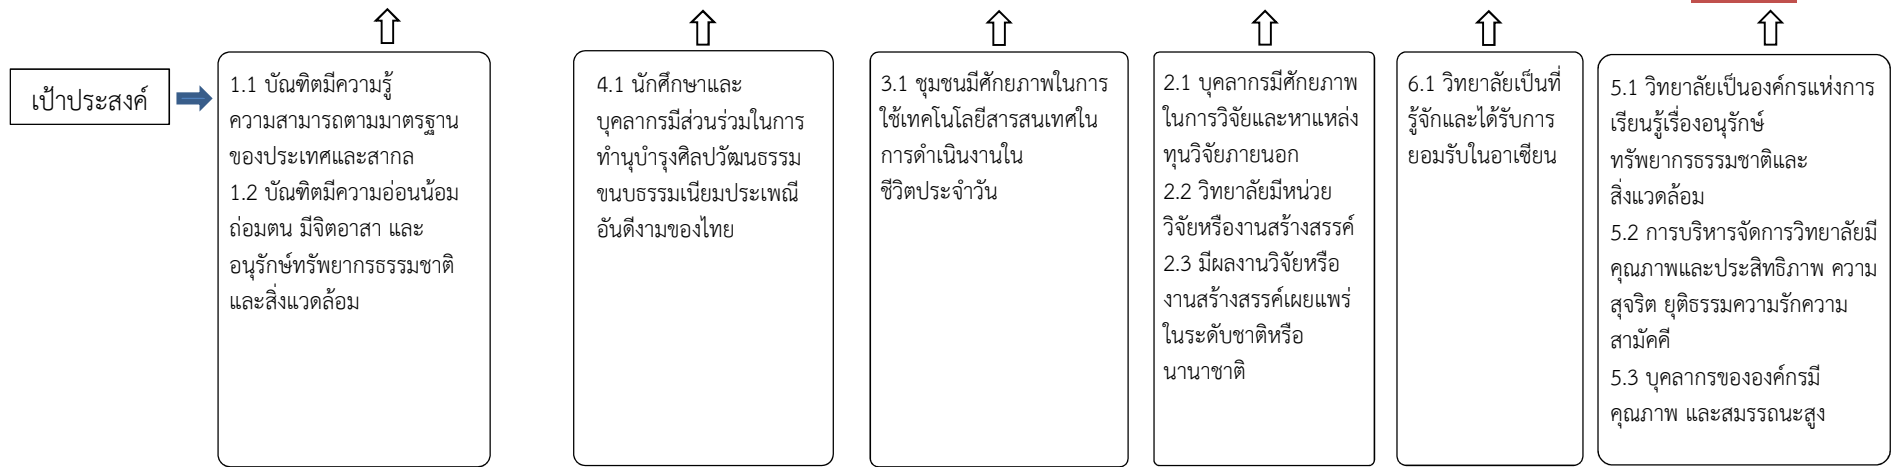 เป้าประสงค์
1.1 บัณฑิตมีความรู้
ความสามารถตามมาตรฐาน
ของประเทศและสากล
1.2 บัณฑิตมีความอ่อนน้อม
ถ่อมตน มีจิตอาสา และ
อนุรักษ์ทรัพยากรธรรมชาติ
และสิ่งแวดล้อม
4.1 นักศึกษาและ
บุคลากรมีส่วนร่วมในการ
ทำนุบำรุงศิลปวัฒนธรรม
ขนบธรรมเนียมประเพณี
อันดีงามของไทย
3.1 ชุมชนมีศักยภาพในการ
ใช้เทคโนโลยีสารสนเทศใน
การดำเนินงานใน
ชีวิตประจำวัน
2.1 บุคลากรมีศักยภาพ
ในการวิจัยและหาแหล่ง
ทุนวิจัยภายนอก
2.2 วิทยาลัยมีหน่วย
วิจัยหรืองานสร้างสรรค์
2.3 มีผลงานวิจัยหรือ
งานสร้างสรรค์เผยแพร่
ในระดับชาติหรือ
นานาชาติ
6.1 วิทยาลัยเป็นที่
รู้จักและได้รับการ
ยอมรับในอาเซียน
5.1 วิทยาลัยเป็นองค์กรแห่งการ
เรียนรู้เรื่องอนุรักษ์
ทรัพยากรธรรมชาติและ
สิ่งแวดล้อม
5.2 การบริหารจัดการวิทยาลัยมี
คุณภาพและประสิทธิภาพ ความ
สุจริต ยุติธรรมความรักความ
สามัคคี
5.3 บุคลากรขององค์กรมี
คุณภาพ และสมรรถนะสูง